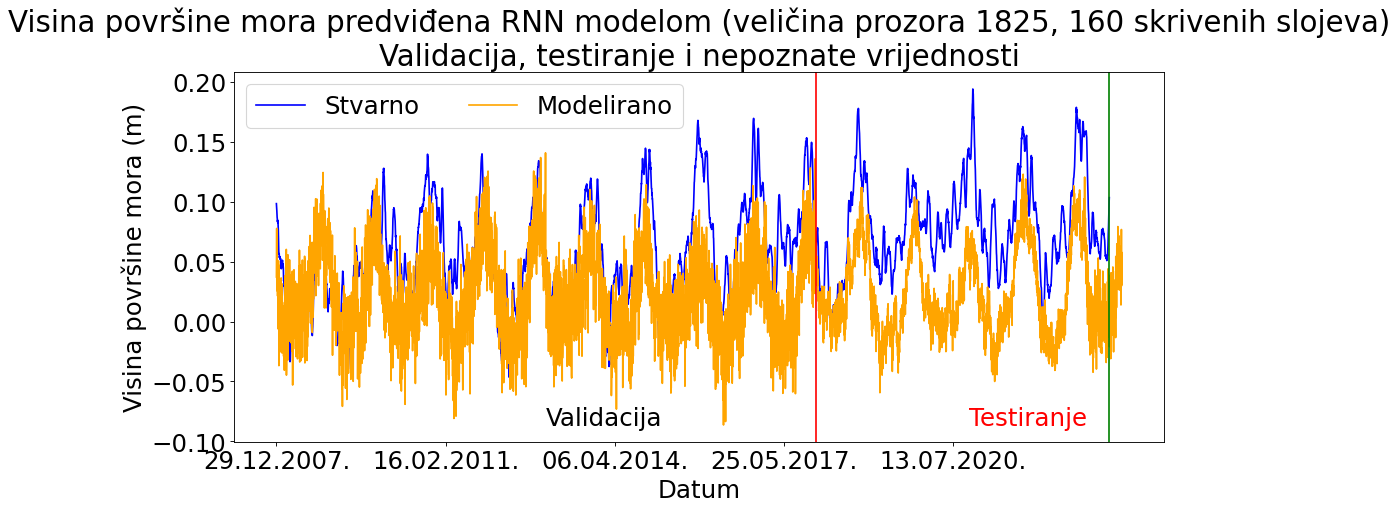 Visina površine mora predviđena RNN modelom (veličina prozora 1825, 160 skrivenih slojeva)
Validacija, testiranje i nepoznate vrijednosti
Stvarno
Modelirano
0.20
0.15
0.10
0.05
0.00
−0.05
−0.10
Visina površine mora (m)
Validacija
Testiranje
29.12.2007.
16.02.2011.
06.04.2014.
25.05.2017.
13.07.2020.
Datum